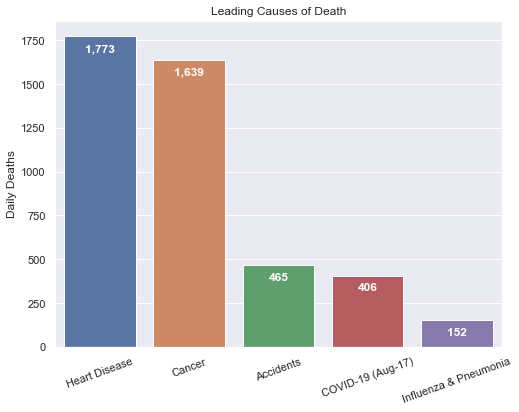 Leading Causes of Death
Daily Deaths
1750
1500
1250
1000
750
500
250
0
1,773
1,639
465
406
152
Heart Disease
Cancer
Accidents
COVID-19 (Aug-17)
Influenza & Pneumonia